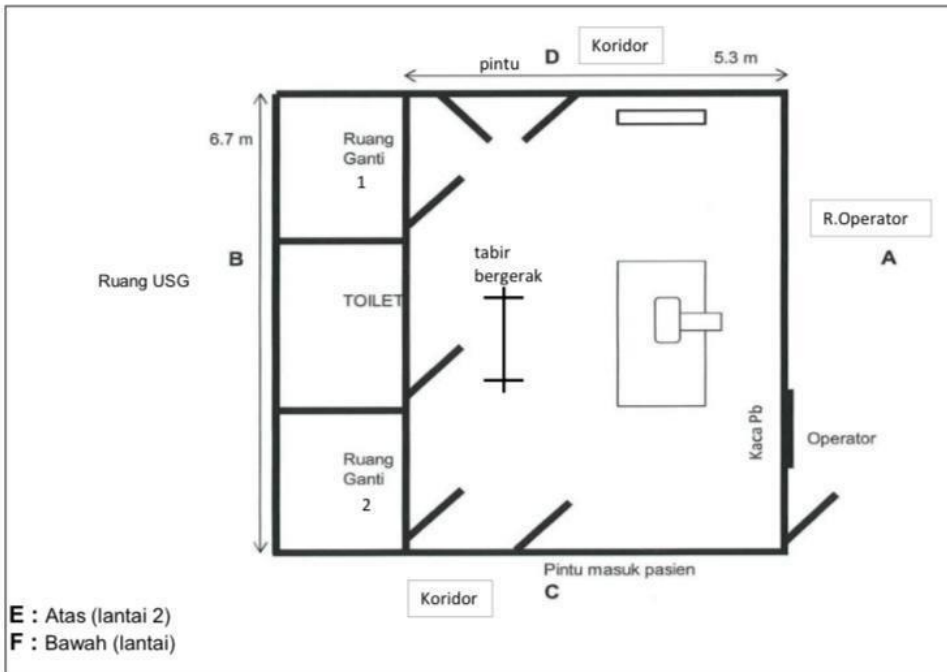 Koridor
D
pintu
5.3 m
6.7 m
Ruang
Ganti
1
R.Operator
A
B
Ruang USG
tabir
bergerak
TOILET
Kaca Pb
Operator
Ruang
Ganti
2
Pintu masuk pasien
C
Koridor
E : Atas (lantai 2)
F : Bawah (lantai)